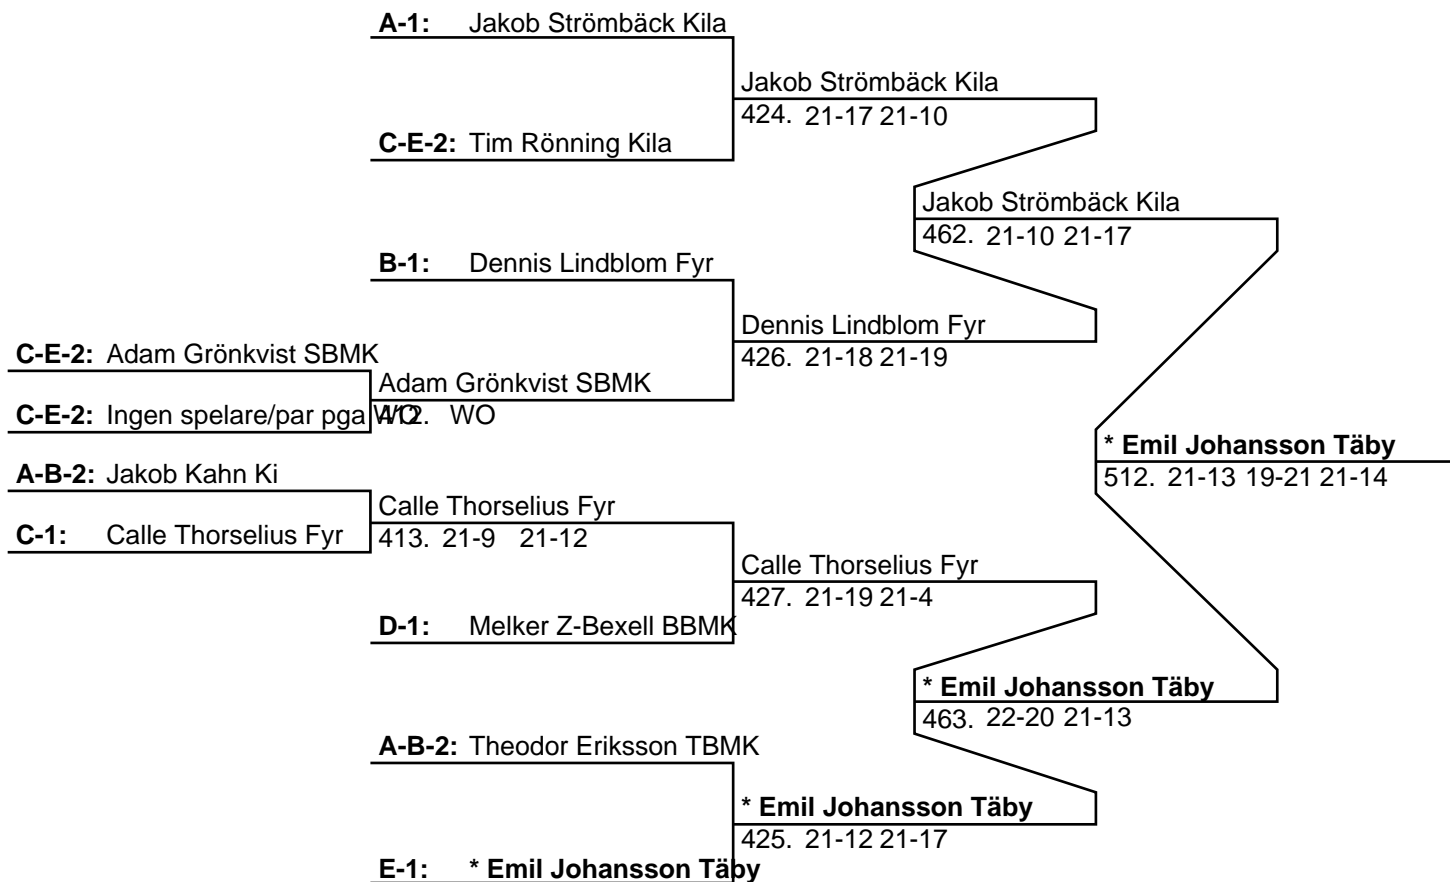 A-1: Jakob Strömbäck Kila
Jakob Strömbäck Kila
424. 21-17 21-10
C-E-2: Tim Rönning Kila
Jakob Strömbäck Kila
462. 21-10 21-17
B-1: Dennis Lindblom Fyr
Dennis Lindblom Fyr
426. 21-18 21-19
C-E-2: Adam Grönkvist SBMK
Adam Grönkvist SBMK
C-E-2: Ingen spelare/par pga WO
412. WO
* Emil Johansson Täby
512. 21-13 19-21 21-14
A-B-2: Jakob Kahn Ki
Calle Thorselius Fyr
C-1: Calle Thorselius Fyr
413. 21-9 21-12
Calle Thorselius Fyr
427. 21-19 21-4
D-1: Melker Z-Bexell BBMK
* Emil Johansson Täby
463. 22-20 21-13
A-B-2: Theodor Eriksson TBMK
* Emil Johansson Täby
425. 21-12 21-17
E-1: * Emil Johansson Täby